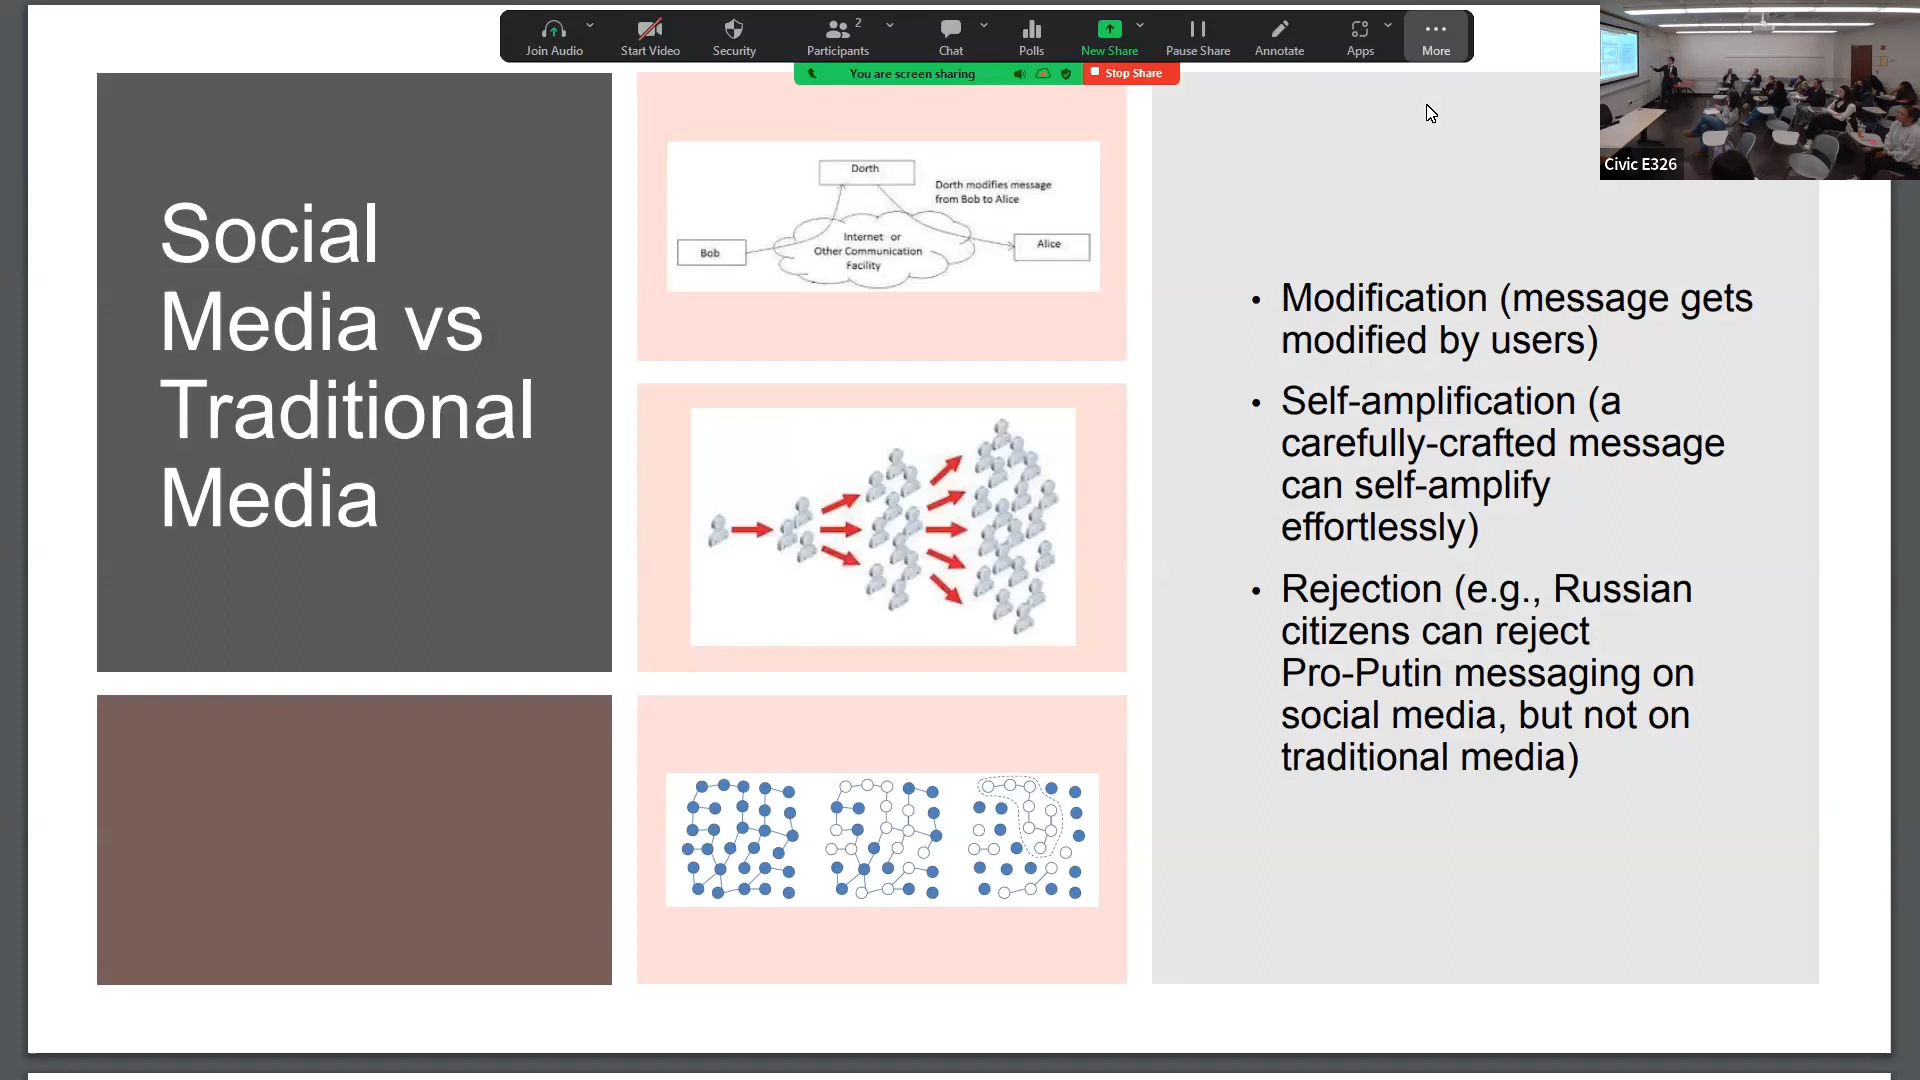 Join Audio
Start Video
Security
Participants
2
Chat
Polls
New Share
Pause Share
Annotate
Apps
More
You are screen sharing
Stop Share
Civic E326
Social
Media vs
Traditional
Media
Dorth
Dorth modifies message
from Bob to Alice
Internet or
Other Communication
Facility
Bob
Alice
• Modification (message gets
modified by users)
• Self-amplification (a
carefully-crafted message
can self-amplify
effortlessly)
• Rejection (e.g., Russian
citizens can reject
Pro-Putin messaging on
social media, but not on
traditional media)